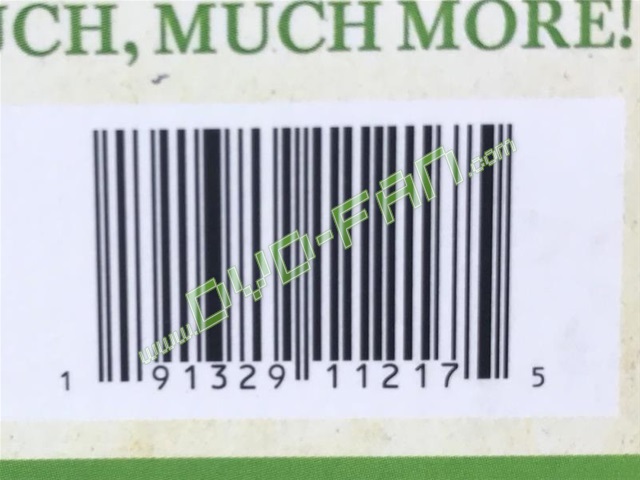 UCH, MUCH MORE!
www.DVD-FAN.com
1 91329 11217 5